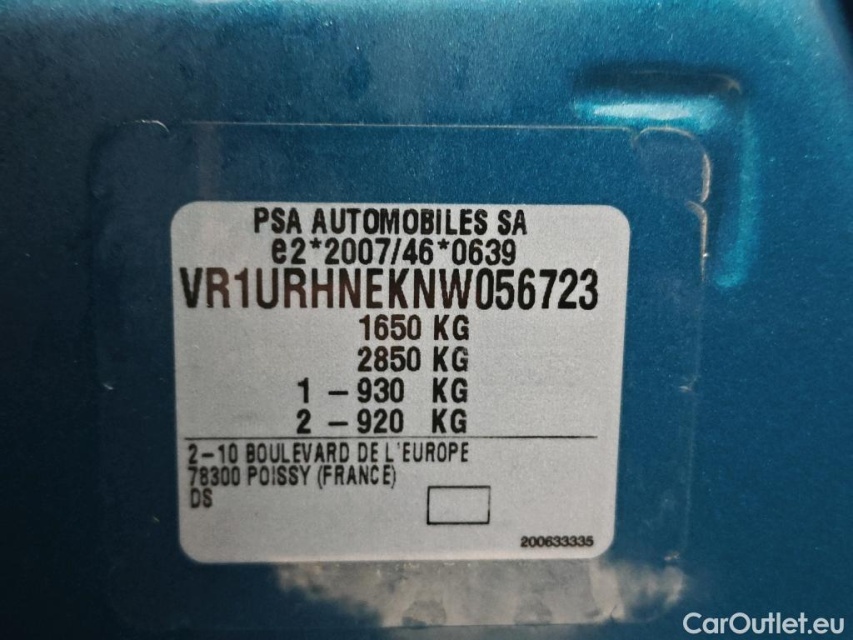 PSA AUTOMOBILES SA
e2*2007/46*0639
VR1URHNEKNW056723
1650 KG
2850 KG
1 -930 KG
2 -920 KG
2-10 BOULEVARD DE L'EUROPE
78300 POISSY (FRANCE)
DS
200633335
CarOutlet.eu